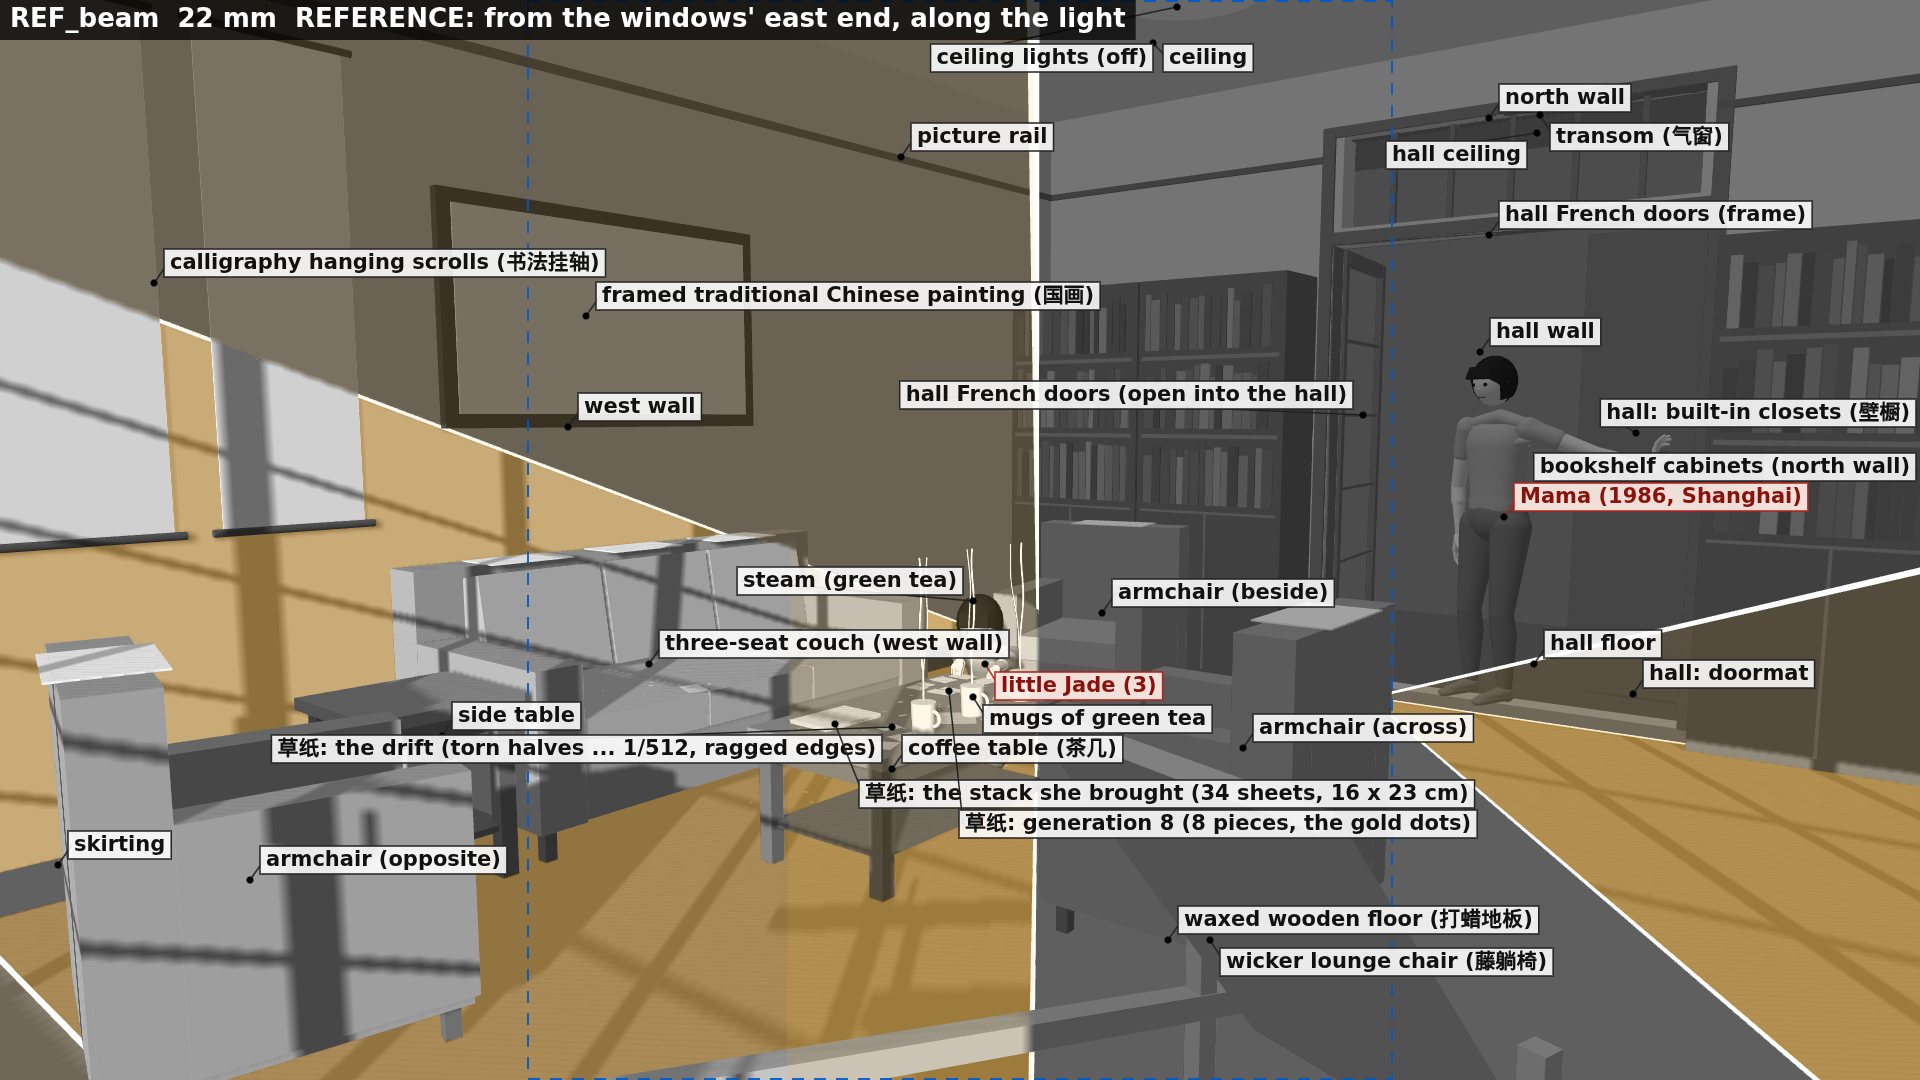 REF_beam 22 mm REFERENCE: from the windows' east end, along the light
ceiling lights (off)
ceiling
north wall
picture rail
transom (气窗)
hall ceiling
hall French doors (frame)
calligraphy hanging scrolls (书法挂轴)
framed traditional Chinese painting (国画)
hall wall
hall French doors (open into the hall)
west wall
hall: built-in closets (壁橱)
bookshelf cabinets (north wall)
Mama (1986, Shanghai)
steam (green tea)
armchair (beside)
three-seat couch (west wall)
hall floor
hall: doormat
little Jade (3)
side table
mugs of green tea
armchair (across)
草纸: the drift (torn halves ... 1/512, ragged edges)
coffee table (茶几)
草纸: the stack she brought (34 sheets, 16 x 23 cm)
草纸: generation 8 (8 pieces, the gold dots)
skirting
armchair (opposite)
waxed wooden floor (打蜡地板)
wicker lounge chair (藤躺椅)